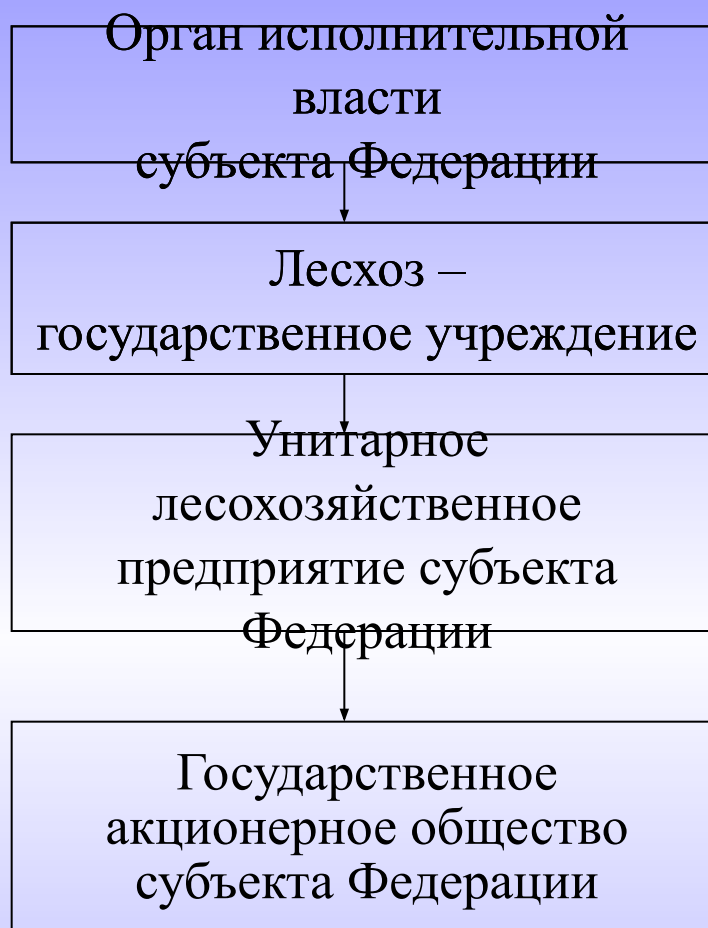 Орган исполнительной
власти
субъекта Федерации
Лесхоз –
государственное учреждение
Унитарное
лесохозяйственное
предприятие субъекта
Федерации
Государственное
акционерное общество
субъекта Федерации